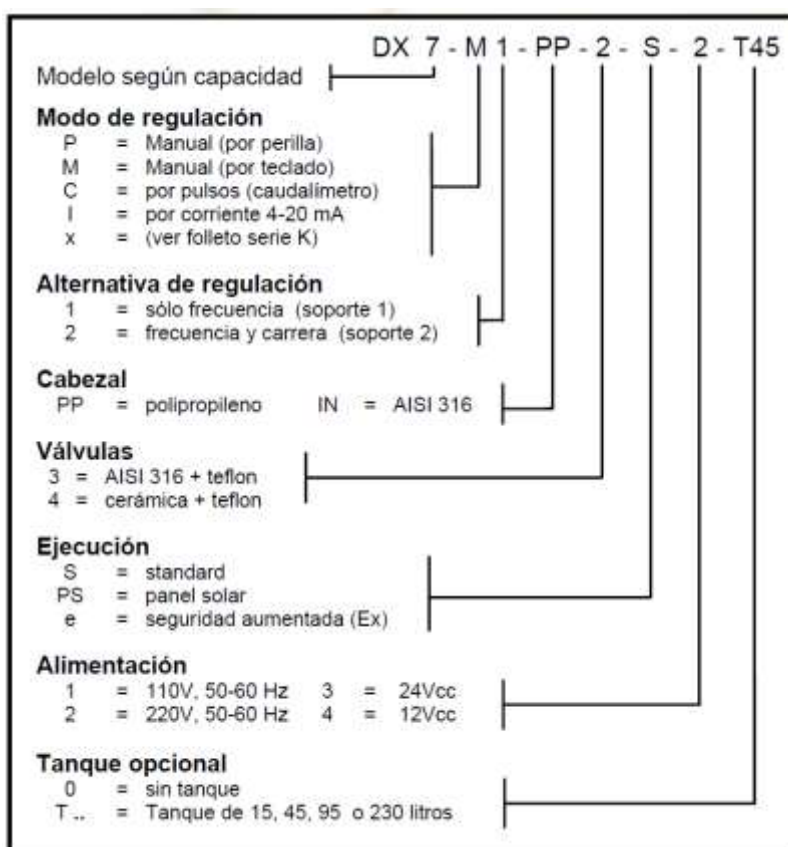 DX 7 - M 1 - PP - 2 - S - 2 - T45
Modelo según capacidad
Modo de regulación
P = Manual (por perilla)
M = Manual (por teclado)
C = por pulsos (caudalímetro)
I = por corriente 4-20 mA
x = (ver folleto serie K)
Alternativa de regulación
1 = sólo frecuencia (soporte 1)
2 = frecuencia y carrera (soporte 2)
Cabezal
PP = polipropileno IN = AISI 316
Válvulas
3 = AISI 316 + teflon
4 = cerámica + teflon
Ejecución
S = standard
PS = panel solar
e = seguridad aumentada (Ex)
Alimentación
1 = 110V, 50-60 Hz 3 = 24Vcc
2 = 220V, 50-60 Hz 4 = 12Vcc
Tanque opcional
0 = sin tanque
T .. = Tanque de 15, 45, 95 o 230 litros